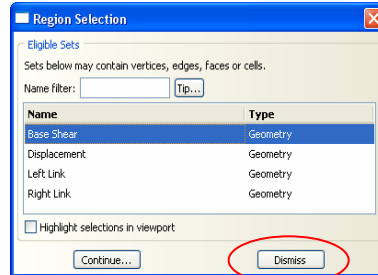 Region Selection
Eligible Sets
Sets below may contain vertices, edges, faces or cells.
Name filter: Tip...
Name Type
Base Shear Geometry
Displacement Geometry
Left Link Geometry
Right Link Geometry
Highlight selections in viewport
Continue... Dismiss